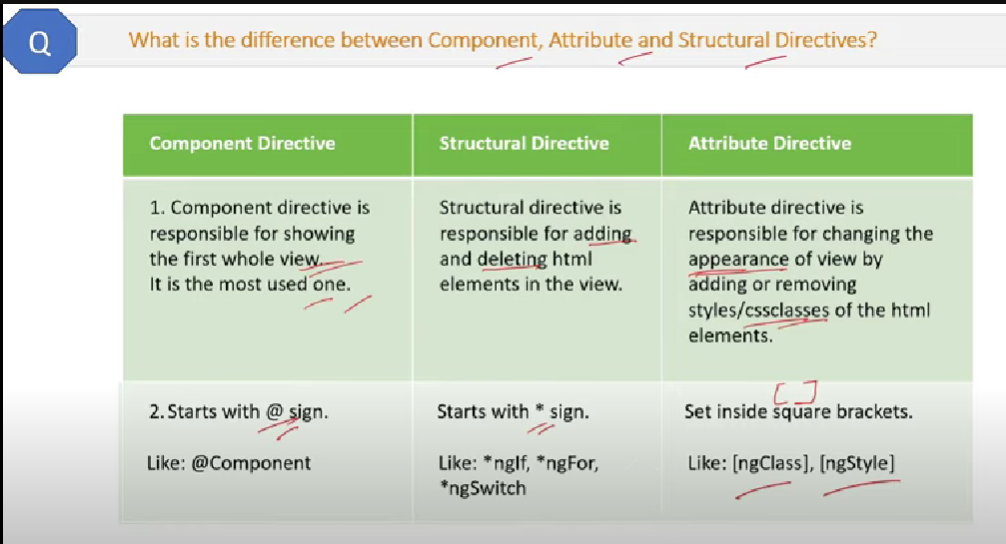 Q
What is the difference between Component, Attribute and Structural Directives?
Component Directive
Structural Directive
Attribute Directive
1. Component directive is
responsible for showing
the first whole view.
It is the most used one.
Structural directive is
responsible for adding
and deleting html
elements in the view.
Attribute directive is
responsible for changing the
appearance of view by
adding or removing
styles/cssclasses of the html
elements.
2. Starts with @ sign.
Like: @Component
Starts with * sign.
Like: *ngIf, *ngFor,
*ngSwitch
[ ]
Set inside square brackets.
Like: [ngClass], [ngStyle]